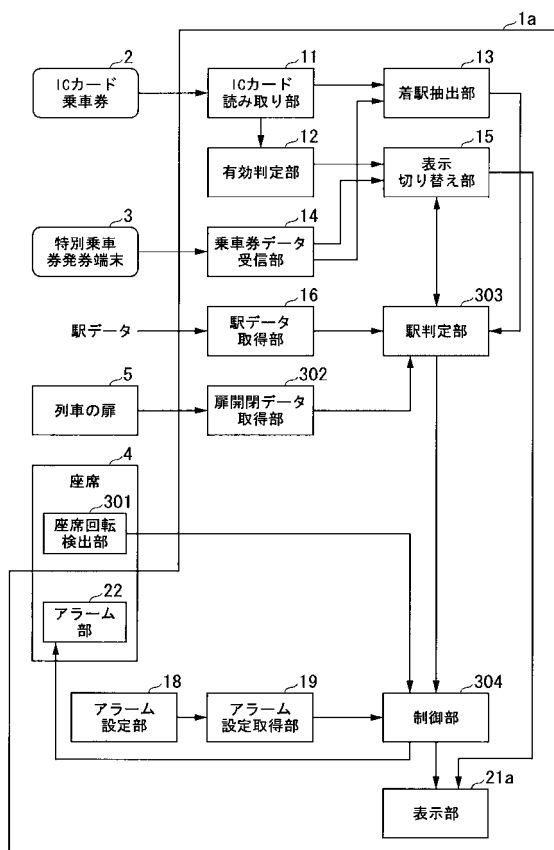 1a
2
ICカード
乗車券
11
ICカード
読み取り部
13
着駅抽出部
12
有効判定部
15
表示
切り替え部
3
特別乗車
券発券端末
14
乗車券データ
受信部
駅データ
16
駅データ
取得部
303
駅判定部
5
列車の扉
302
扉開閉データ
取得部
4
座席
301
座席回転
検出部
22
アラーム
部
18
アラーム
設定部
19
アラーム
設定取得部
304
制御部
21a
表示部